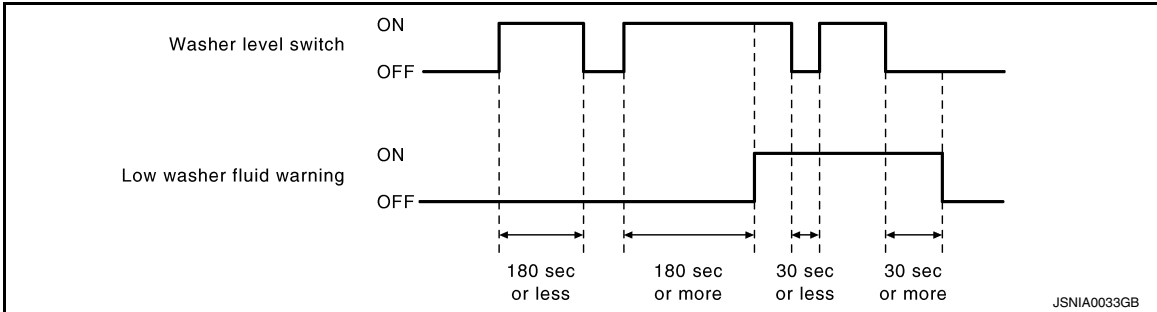 ON
Washer level switch
OFF
ON
Low washer fluid warning
OFF
180 sec
or less
180 sec
or more
30 sec
or less
30 sec
or more
JSNIA0033GB